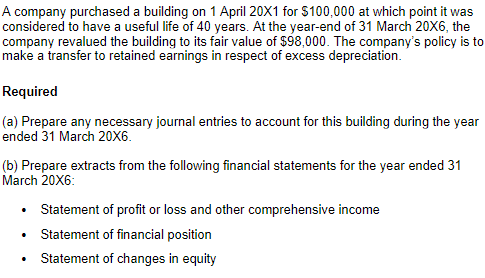 A company purchased a building on 1 April 20X1 for $100,000 at which point it was
considered to have a useful life of 40 years. At the year-end of 31 March 20X6, the
company revalued the building to its fair value of $98,000. The company's policy is to
make a transfer to retained earnings in respect of excess depreciation.
Required
(a) Prepare any necessary journal entries to account for this building during the year
ended 31 March 20X6.
(b) Prepare extracts from the following financial statements for the year ended 31
March 20X6:
• Statement of profit or loss and other comprehensive income
• Statement of financial position
• Statement of changes in equity